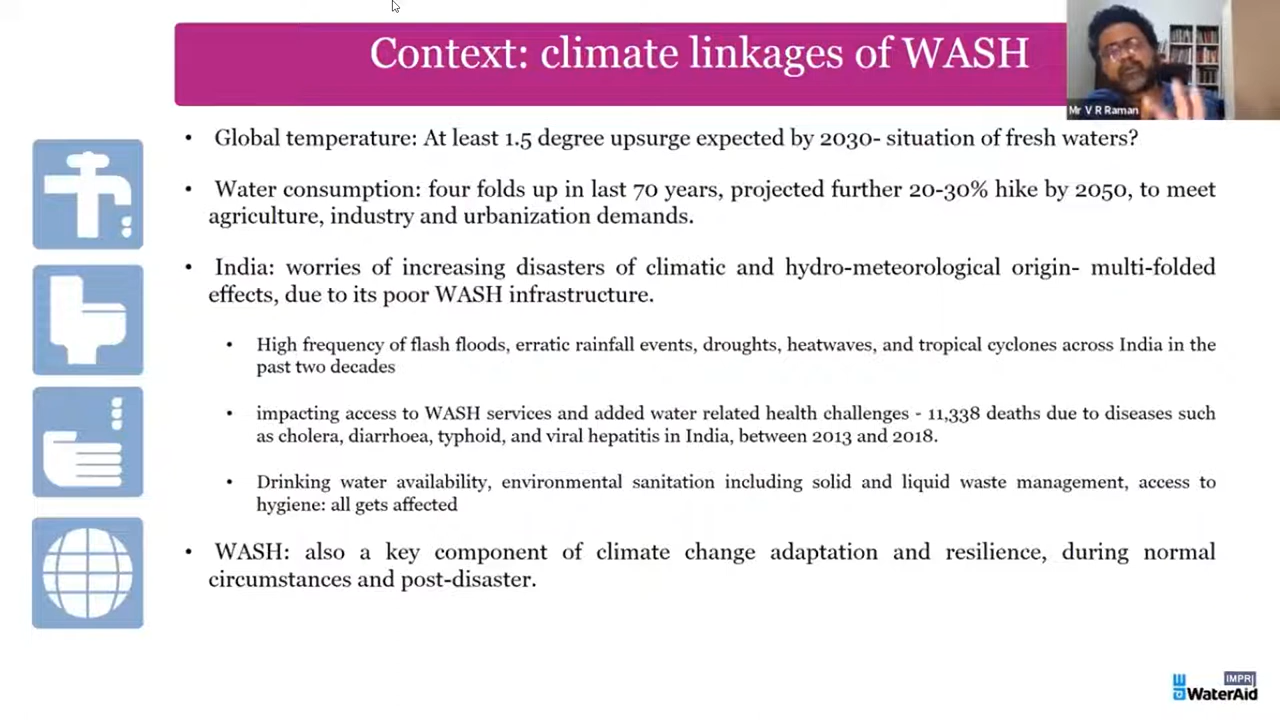 Context: climate linkages of WASH
Mr V R Raman
• Global temperature: At least 1.5 degree upsurge expected by 2030- situation of fresh waters?
• Water consumption: four folds up in last 70 years, projected further 20-30% hike by 2050, to meet
agriculture, industry and urbanization demands.
• India: worries of increasing disasters of climatic and hydro-meteorological origin- multi-folded
effects, due to its poor WASH infrastructure.
• High frequency of flash floods, erratic rainfall events, droughts, heatwaves, and tropical cyclones across India in the
past two decades
• impacting access to WASH services and added water related health challenges - 11,338 deaths due to diseases such
as cholera, diarrhoea, typhoid, and viral hepatitis in India, between 2013 and 2018.
• Drinking water availability, environmental sanitation including solid and liquid waste management, access to
hygiene: all gets affected
• WASH: also a key component of climate change adaptation and resilience, during normal
circumstances and post-disaster.
IMPRI
WaterAid